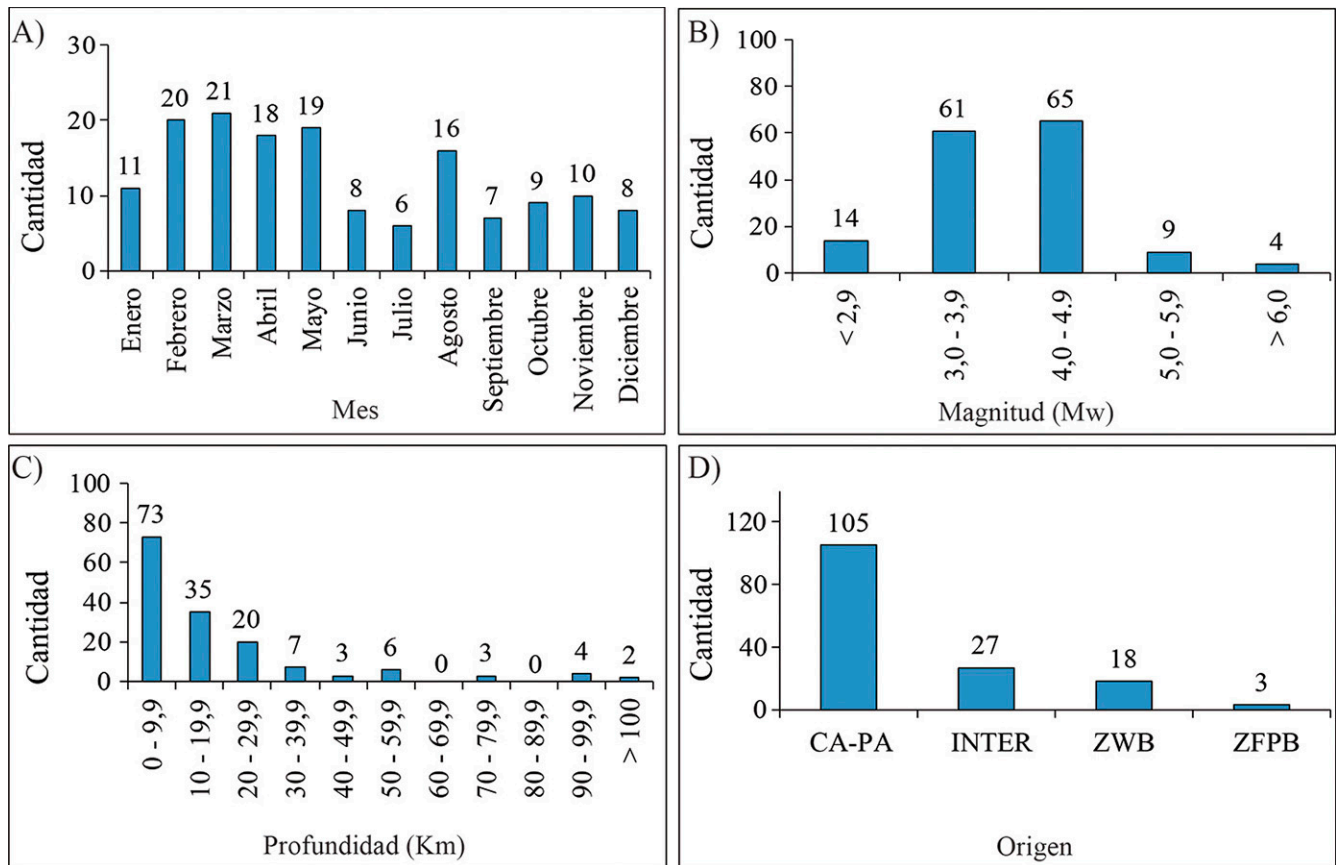 A)
Cantidad
30
20
10
0
11
20
21
18
19
8
6
16
7
9
10
8
Enero
Febrero
Marzo
Abril
Mayo
Junio
Julio
Agosto
Septiembre
Octubre
Noviembre
Diciembre
Mes
B)
Cantidad
100
80
60
40
20
0
14
61
65
9
4
< 2,9
3,0 - 3,9
4,0 - 4.9
5,0 - 5,9
> 6,0
Magnitud (Mw)
C)
Cantidad
100
80
60
40
20
0
73
35
20
7
3
6
0
3
0
4
2
0 - 9,9
10 - 19,9
20 - 29,9
30 - 39,9
40 - 49,9
50 - 59,9
60 - 69,9
70 - 79,9
80 - 89,9
90 - 99,9
> 100
Profundidad (Km)
D)
Cantidad
120
80
40
0
105
27
18
3
CA-PA
INTER
ZWB
ZFPB
Origen